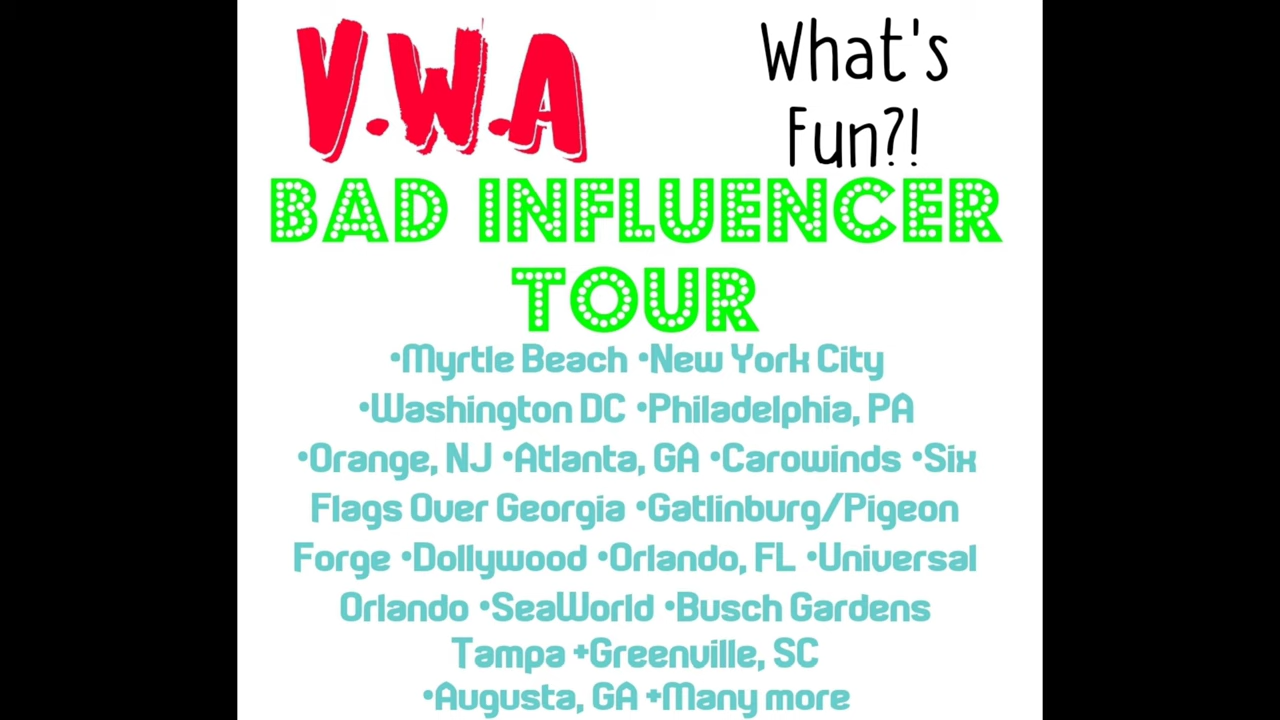 V.W.A
What's
Fun?!
BAD INFLUENCER
TOUR
•Myrtle Beach •New York City
•Washington DC •Philadelphia, PA
•Orange, NJ •Atlanta, GA •Carowinds •Six
Flags Over Georgia •Gatlinburg/Pigeon
Forge •Dollywood •Orlando, FL •Universal
Orlando •SeaWorld •Busch Gardens
Tampa +Greenville, SC
•Augusta, GA +Many more